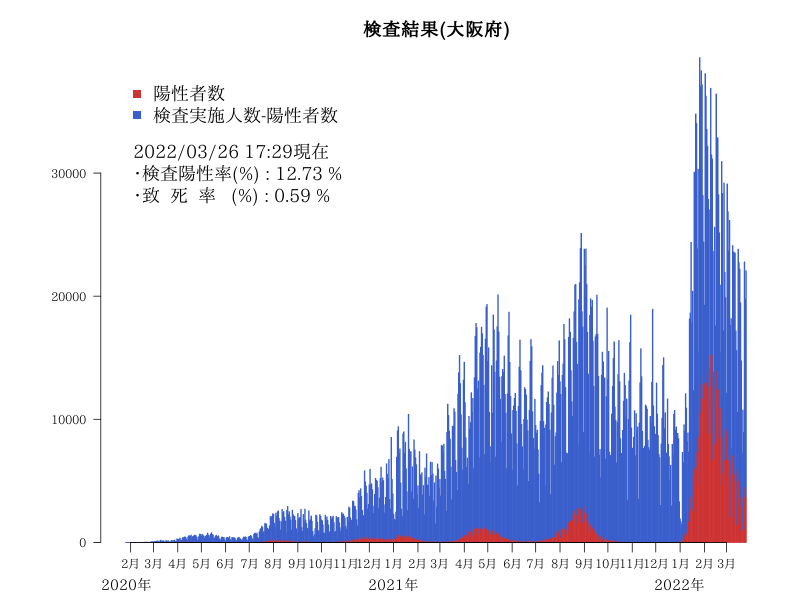 検査結果(大阪府)
陽性者数
検査実施人数-陽性者数
2022/03/26 17:29現在
・検査陽性率(%) : 12.73 %
・致 死 率 (%) : 0.59 %
30000
20000
10000
0
2月 3月 4月 5月 6月 7月 8月 9月 10月 11月 12月 1月 2月 3月 4月 5月 6月 7月 8月 9月 10月 11月 12月 1月 2月 3月
2020年 2021年 2022年